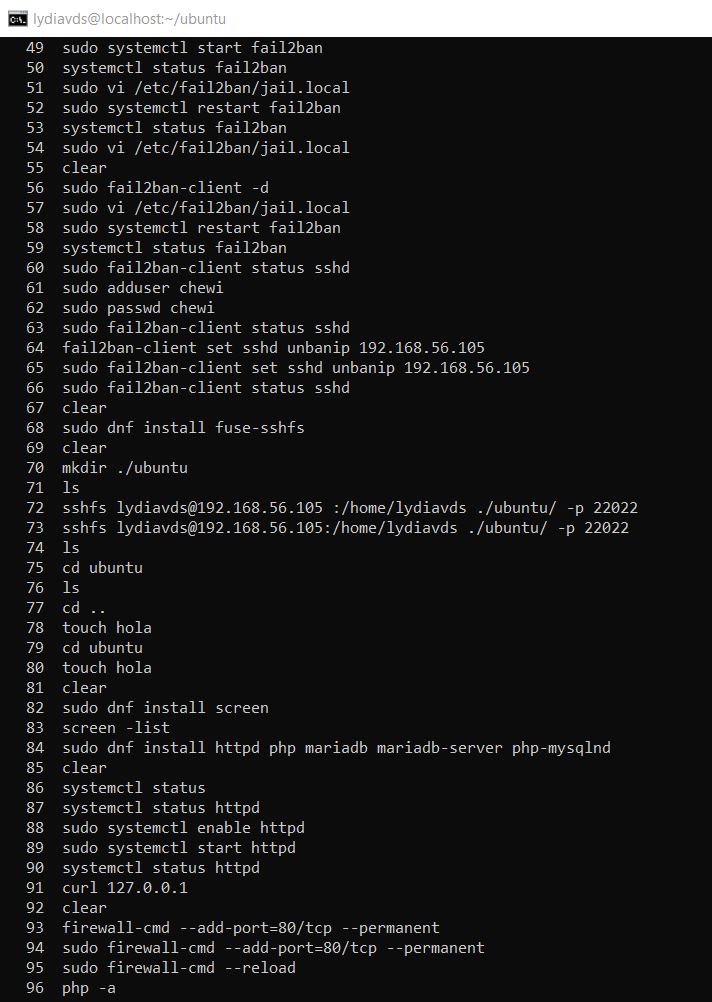 lydiavds@localhost:~/ubuntu
49 sudo systemctl start fail2ban
50 systemctl status fail2ban
51 sudo vi /etc/fail2ban/jail.local
52 sudo systemctl restart fail2ban
53 systemctl status fail2ban
54 sudo vi /etc/fail2ban/jail.local
55 clear
56 sudo fail2ban-client -d
57 sudo vi /etc/fail2ban/jail.local
58 sudo systemctl restart fail2ban
59 systemctl status fail2ban
60 sudo fail2ban-client status sshd
61 sudo adduser chewi
62 sudo passwd chewi
63 sudo fail2ban-client status sshd
64 fail2ban-client set sshd unbanip 192.168.56.105
65 sudo fail2ban-client set sshd unbanip 192.168.56.105
66 sudo fail2ban-client status sshd
67 clear
68 sudo dnf install fuse-sshfs
69 clear
70 mkdir ./ubuntu
71 ls
72 sshfs lydiavds@192.168.56.105 :/home/lydiavds ./ubuntu/ -p 22022
73 sshfs lydiavds@192.168.56.105:/home/lydiavds ./ubuntu/ -p 22022
74 ls
75 cd ubuntu
76 ls
77 cd ..
78 touch hola
79 cd ubuntu
80 touch hola
81 clear
82 sudo dnf install screen
83 screen -list
84 sudo dnf install httpd php mariadb mariadb-server php-mysqlnd
85 clear
86 systemctl status
87 systemctl status httpd
88 sudo systemctl enable httpd
89 sudo systemctl start httpd
90 systemctl status httpd
91 curl 127.0.0.1
92 clear
93 firewall-cmd --add-port=80/tcp --permanent
94 sudo firewall-cmd --add-port=80/tcp --permanent
95 sudo firewall-cmd --reload
96 php -a